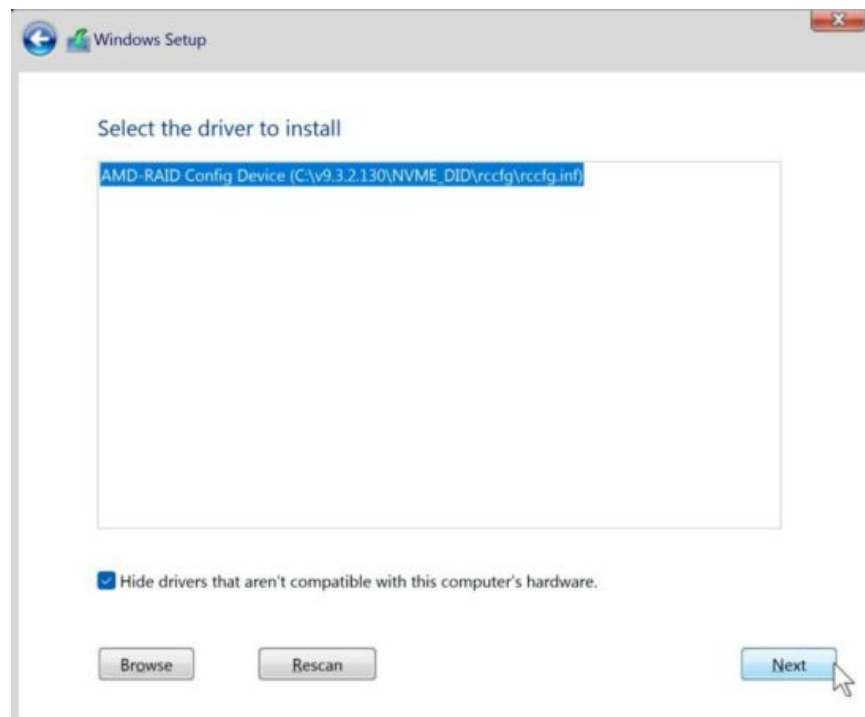 Windows Setup
Select the driver to install
AMD-RAID Config Device (C:\v9.3.2.130\NVME_DID\rccfg\rccfg.inf)
Hide drivers that aren't compatible with this computer's hardware.
Browse
Rescan
Next